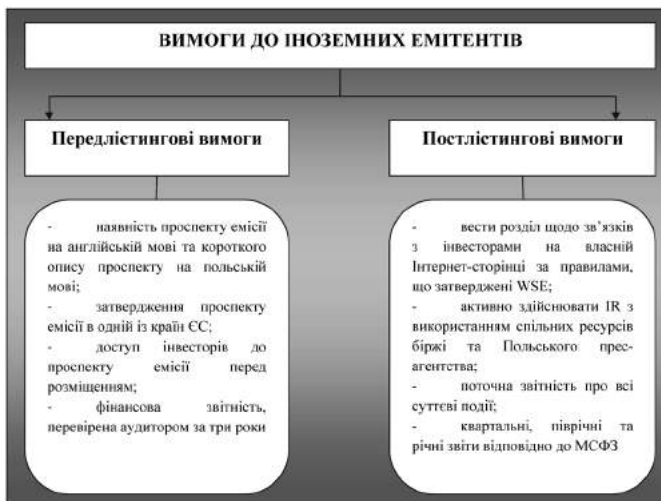 ВИМОГИ ДО ІНОЗЕМНИХ ЕМІТЕНТІВ
Передлістингові вимоги
- наявність проспекту емісії
на англійській мові та короткого
опису проспекту на польській
мові;
- затвердження проспекту
емісії в одній із країн ЄС;
- доступ інвесторів до
проспекту емісії перед
розміщенням;
- фінансова звітність,
перевірена аудитором за три роки
Постлістингові вимоги
- вести розділ щодо зв’язків
з інвесторами на власній
Інтернет-сторінці за правилами,
що затверджені WSE;
- активно здійснювати IR з
використанням спільних ресурсів
біржі та Польського прес-
агентства;
- поточна звітність про всі
суттєві події;
- квартальні, піврічні та
річні звіти відповідно до МСФЗ